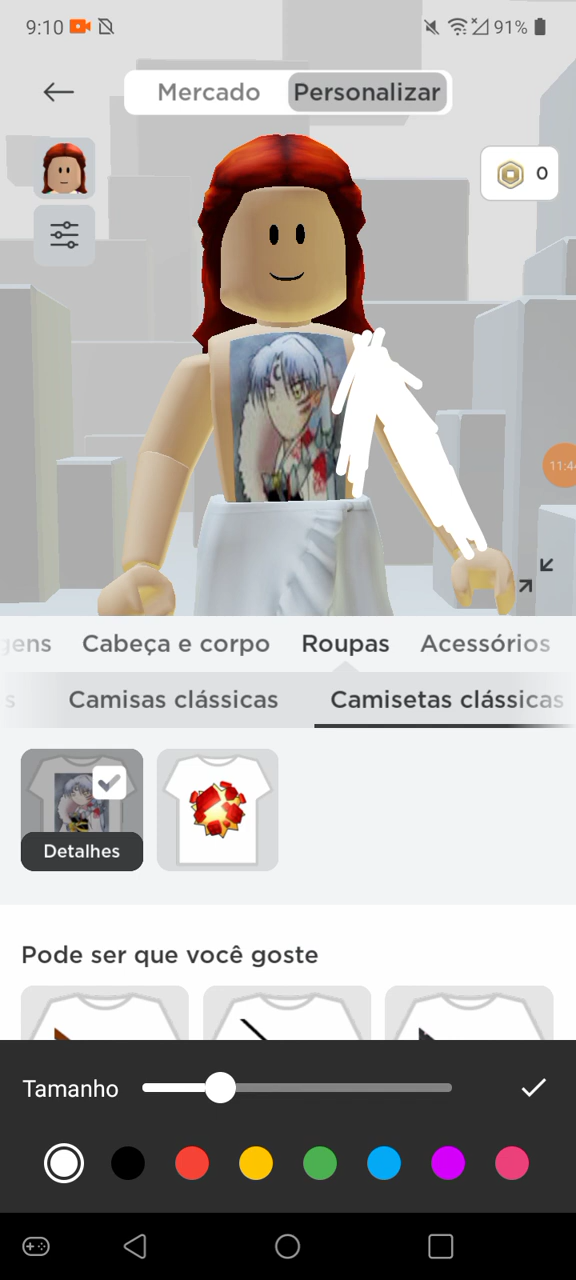 9:10 91%
Mercado Personalizar
0
11:44
gens Cabeça e corpo Roupas Acessórios
s Camisas clássicas Camisetas clássicas
Detalhes
Pode ser que você goste
Tamanho